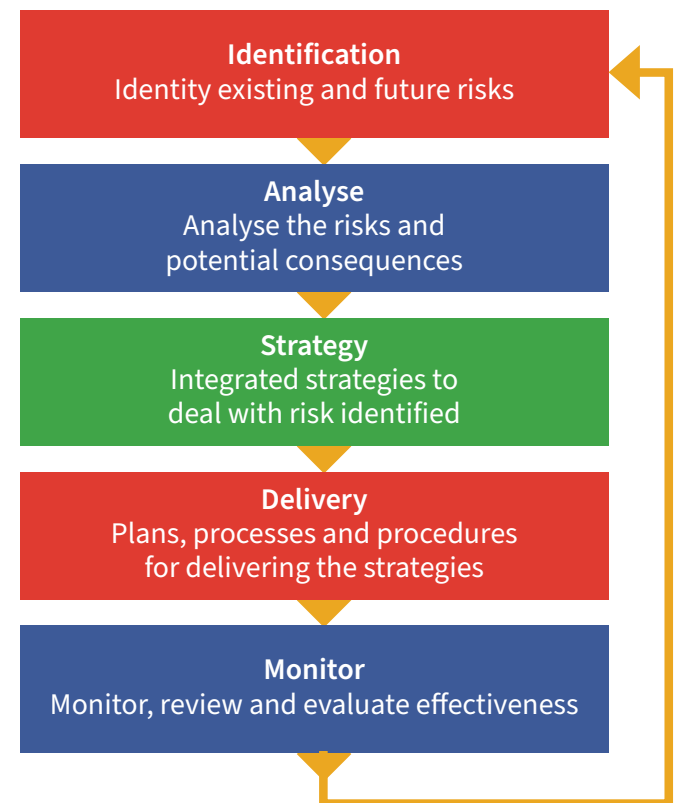 Identification
Identity existing and future risks
Analyse
Analyse the risks and
potential consequences
Strategy
Integrated strategies to
deal with risk identified
Delivery
Plans, processes and procedures
for delivering the strategies
Monitor
Monitor, review and evaluate effectiveness